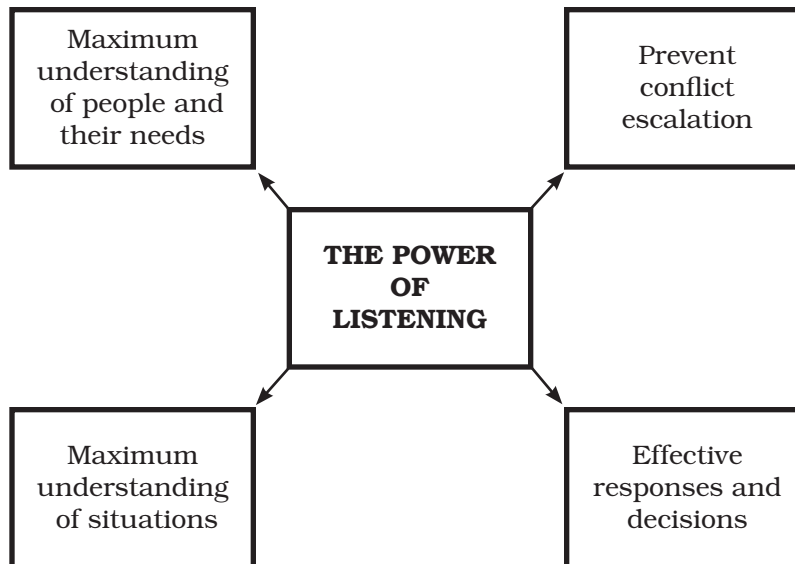 Maximum
understanding
of people and
their needs
Prevent
conflict
escalation
THE POWER
OF
LISTENING
Maximum
understanding
of situations
Effective
responses and
decisions